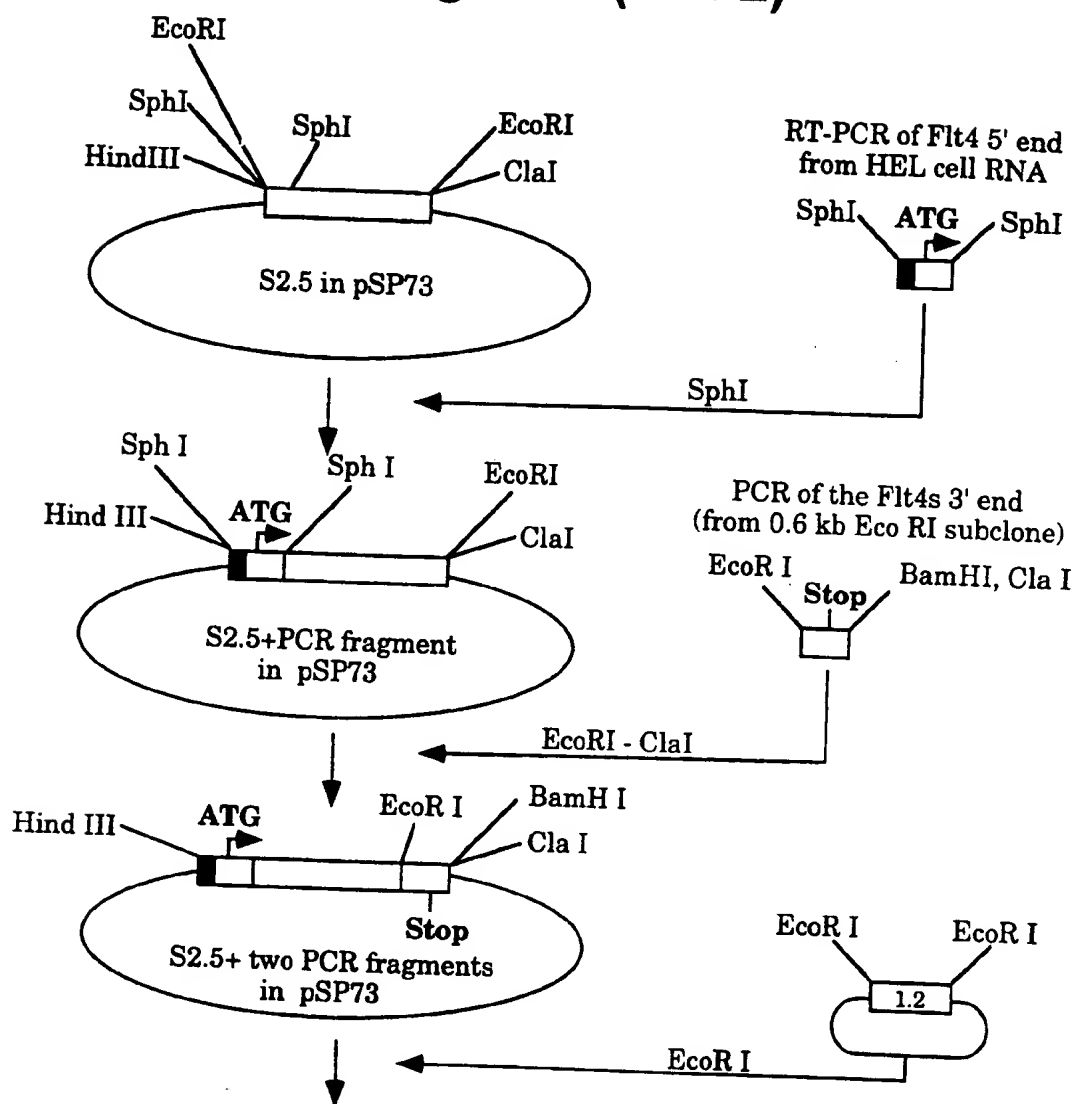 EcoRI
SphI
SphI
EcoRI
HindIII
ClaI
S2.5 in pSP73
RT-PCR of Flt4 5' end
from HEL cell RNA
SphI
ATG
SphI
SphI
Sph I
Sph I
EcoRI
Hind III
ATG
ClaI
S2.5+PCR fragment
in pSP73
PCR of the Flt4s 3' end
(from 0.6 kb Eco RI subclone)
EcoR I
Stop
BamHI, Cla I
EcoRI - ClaI
Hind III
ATG
EcoR I
BamH I
Cla I
Stop
S2.5+ two PCR fragments
in pSP73
EcoR I
EcoR I
1.2
EcoR I